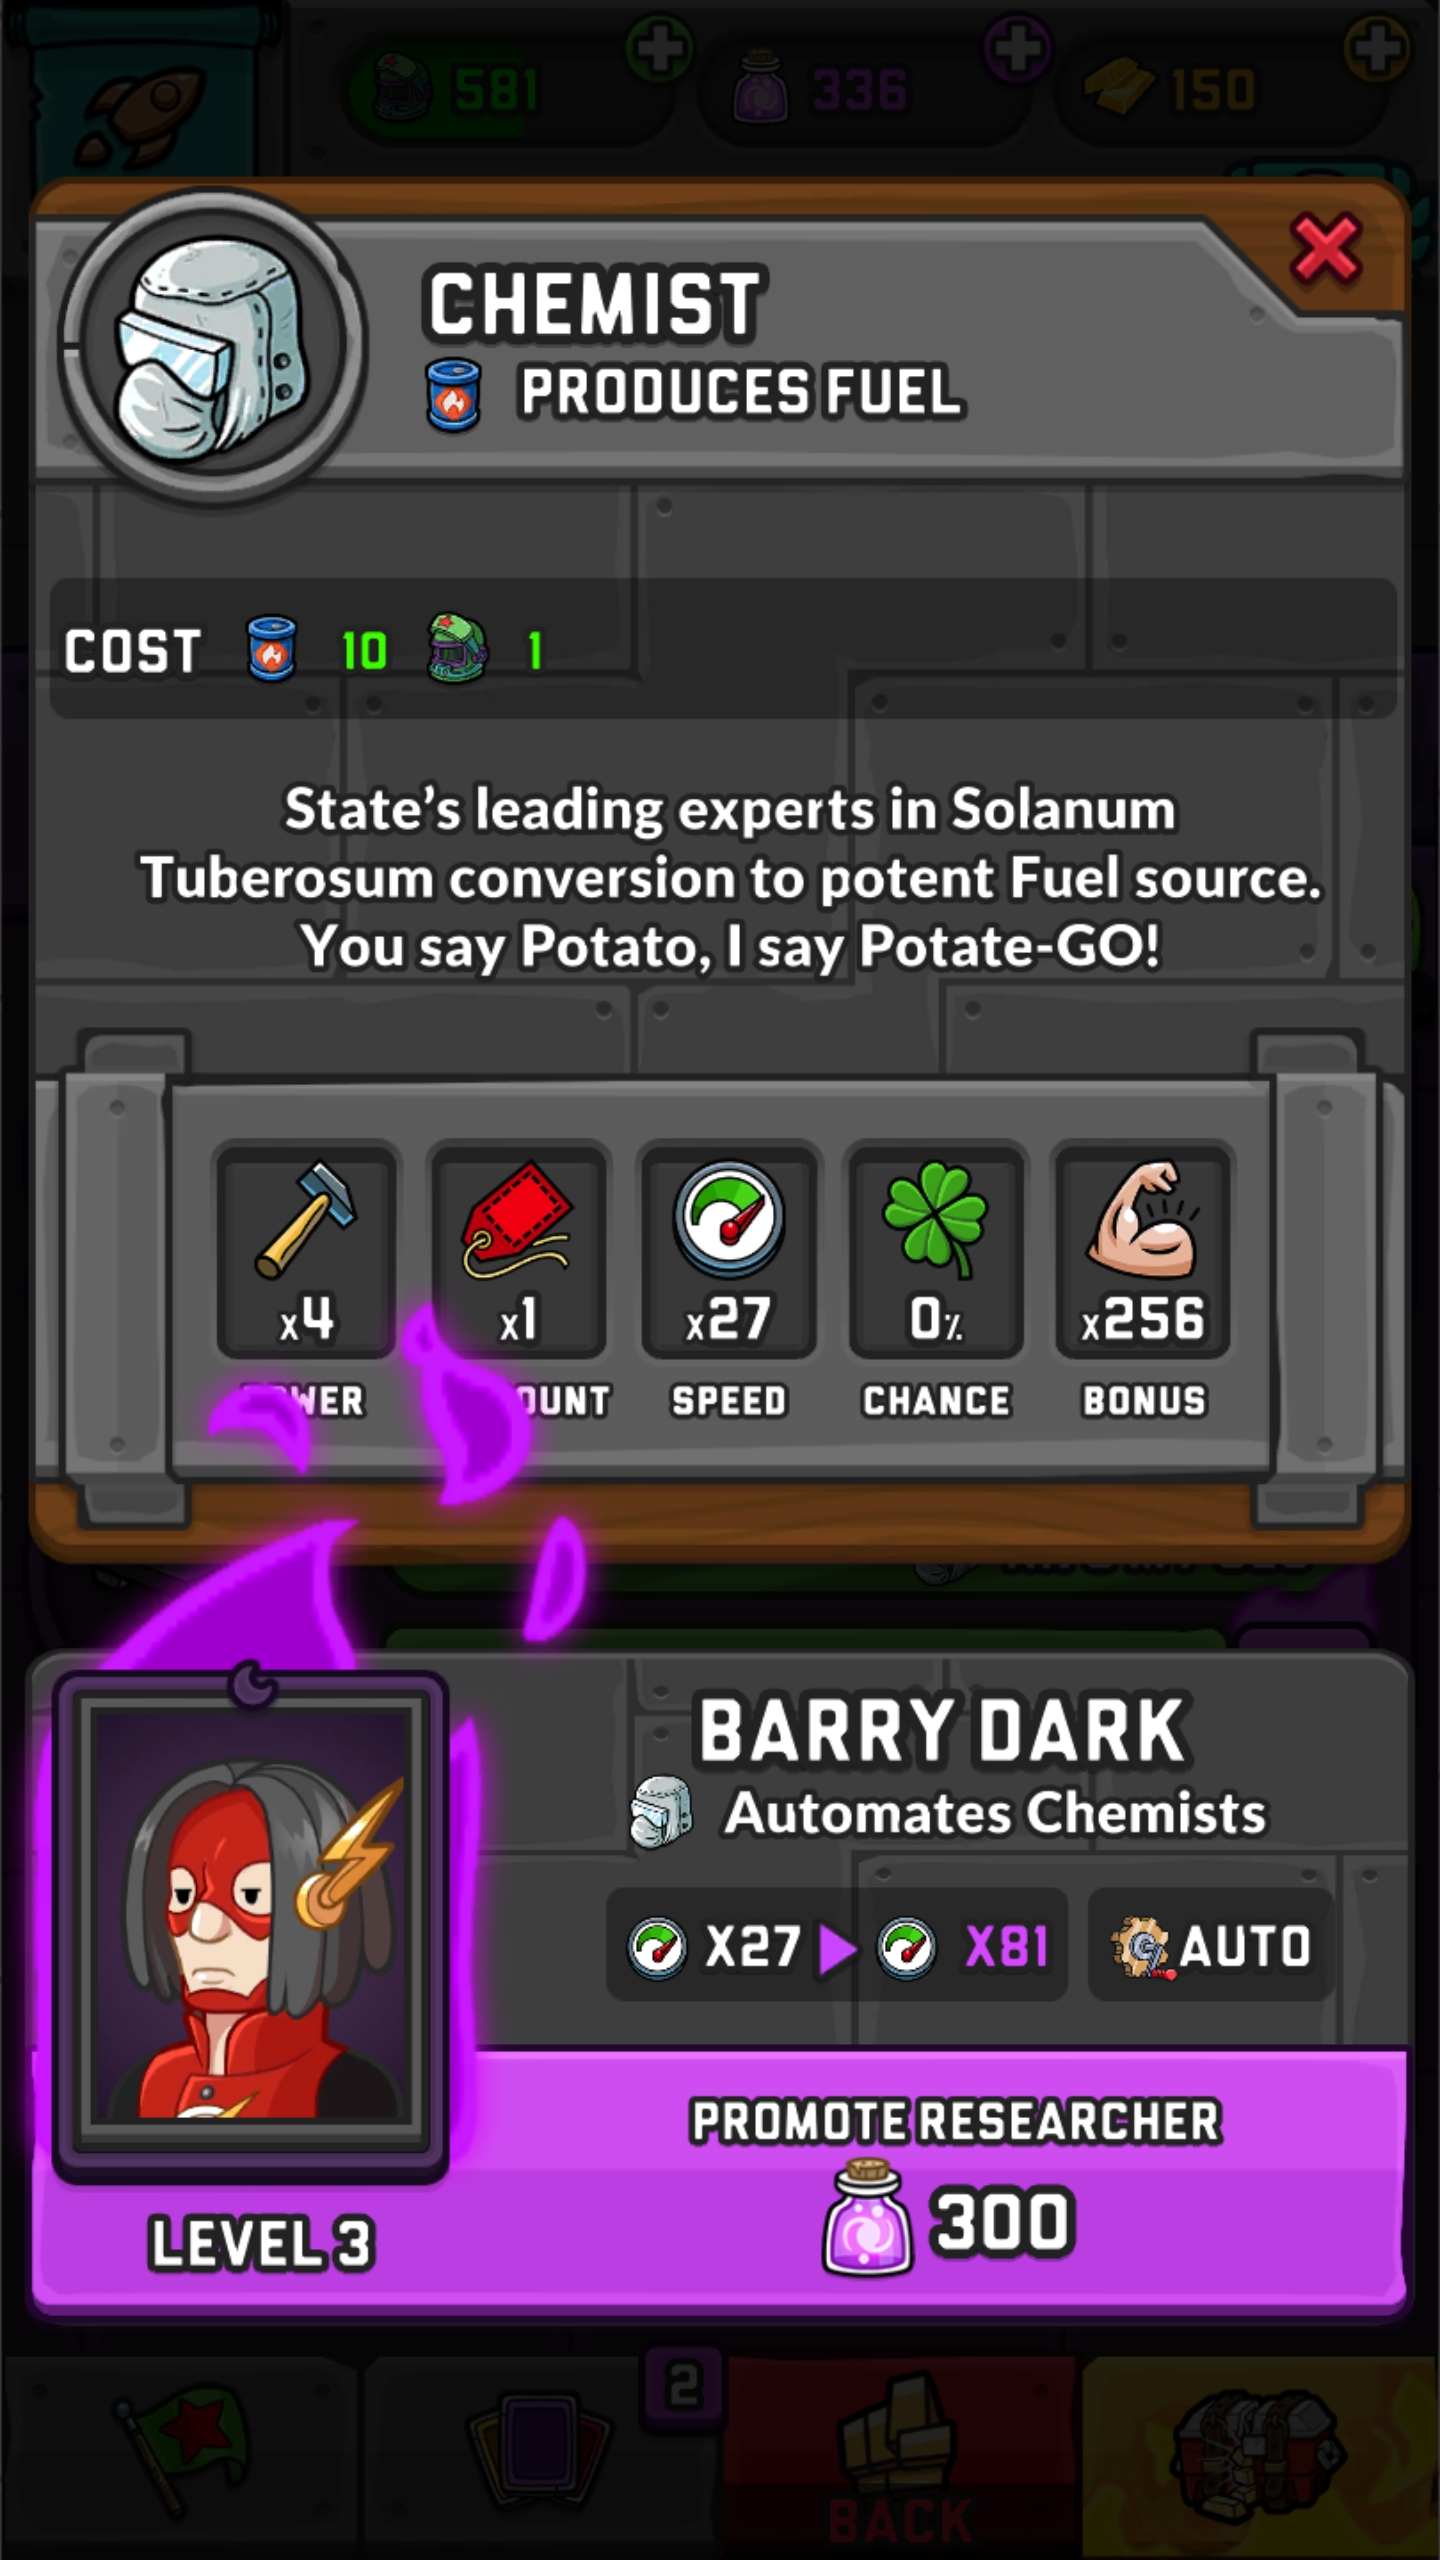 581 336 150
CHEMIST
PRODUCES FUEL
COST 10 1
State’s leading experts in Solanum
Tuberosum conversion to potent Fuel source.
You say Potato, I say Potate-GO!
x4 x1 x27 0% x256
SPEED CHANCE BONUS
BARRY DARK
Automates Chemists
X27 X81 AUTO
PROMOTE RESEARCHER
300
LEVEL 3
2
BACK